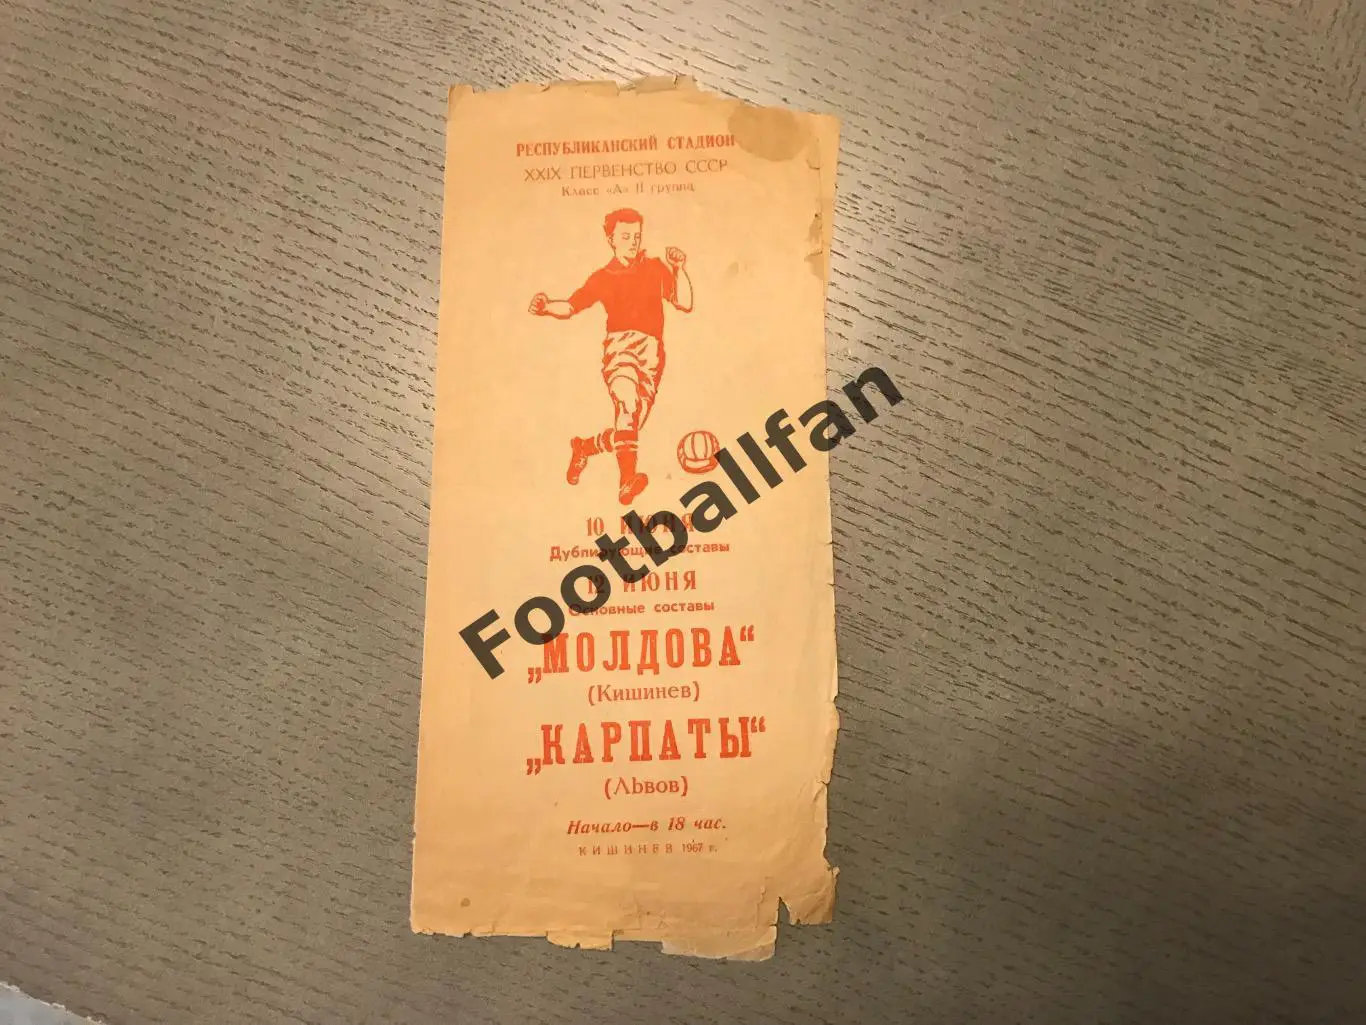 РЕСПУБЛИКАНСКИЙ СТАДИОН
XXIX ПЕРВЕНСТВО СССР
Класс «А» II группа
10 ИЮНЯ
Дублирующие составы
12 ИЮНЯ
Основные составы
„МОЛДОВА“
(Кишинев)
„КАРПАТЫ“
(Львов)
Начало—в 18 час.
КИШИНЕВ 1967 г.
Footballfan